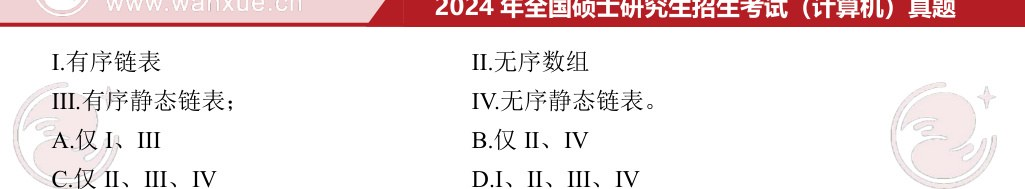 www.wanxue.cn
2024 年全国硕士研究生招生考试（计算机）真题
I.有序链表
II.无序数组
III.有序静态链表；
IV.无序静态链表。
A.仅 I、III
B.仅 II、IV
C.仅 II、III、IV
D.I、II、III、IV